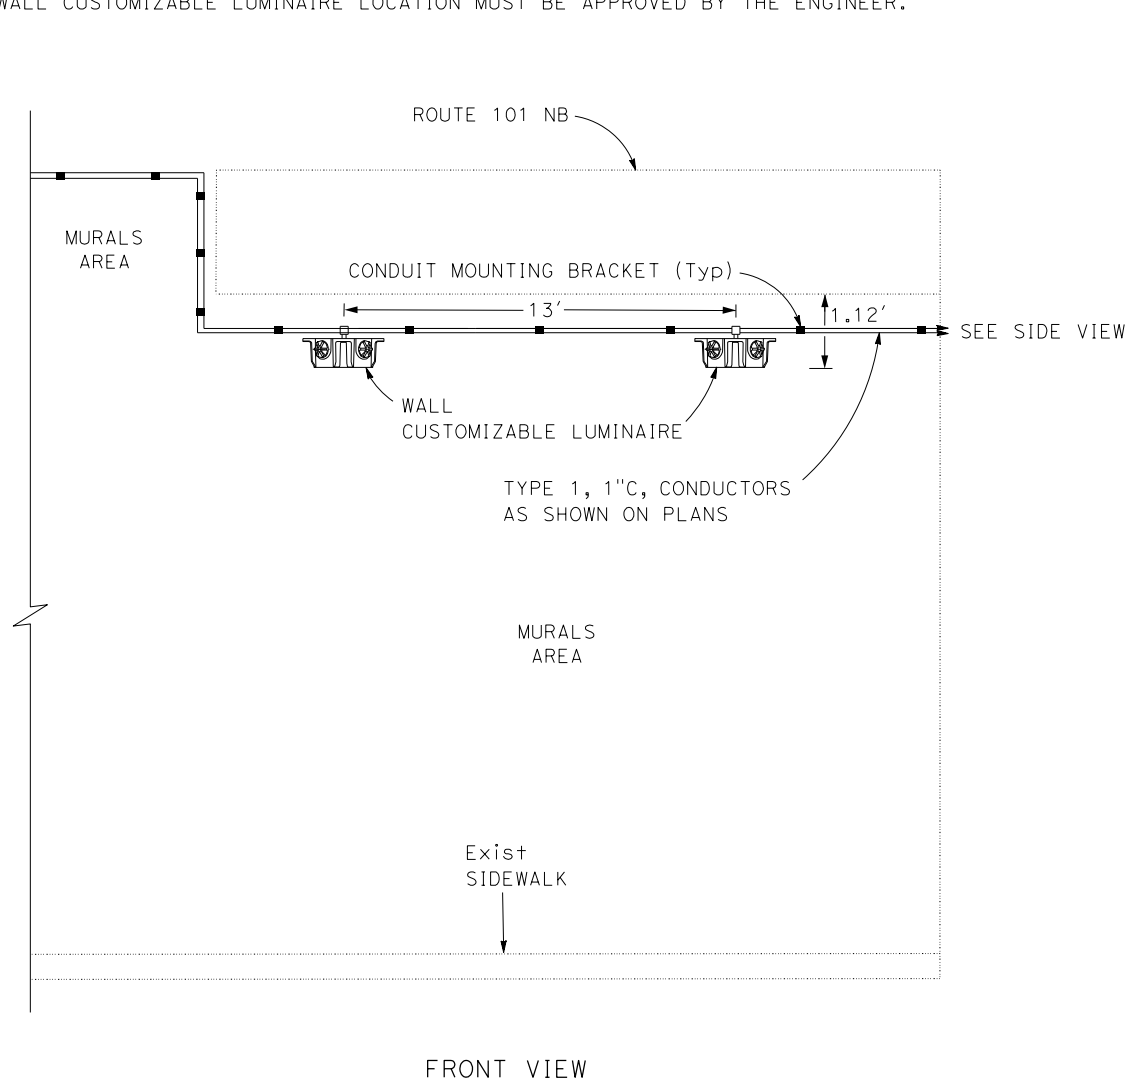 WALL CUSTOMIZABLE LUMINAIRE LOCATION MUST BE APPROVED BY THE ENGINEER.
ROUTE 101 NB
MURALS
AREA
CONDUIT MOUNTING BRACKET (Typ)
13'
1.12'
SEE SIDE VIEW
WALL
CUSTOMIZABLE LUMINAIRE
TYPE 1, 1"C, CONDUCTORS
AS SHOWN ON PLANS
MURALS
AREA
Exist
SIDEWALK
FRONT VIEW